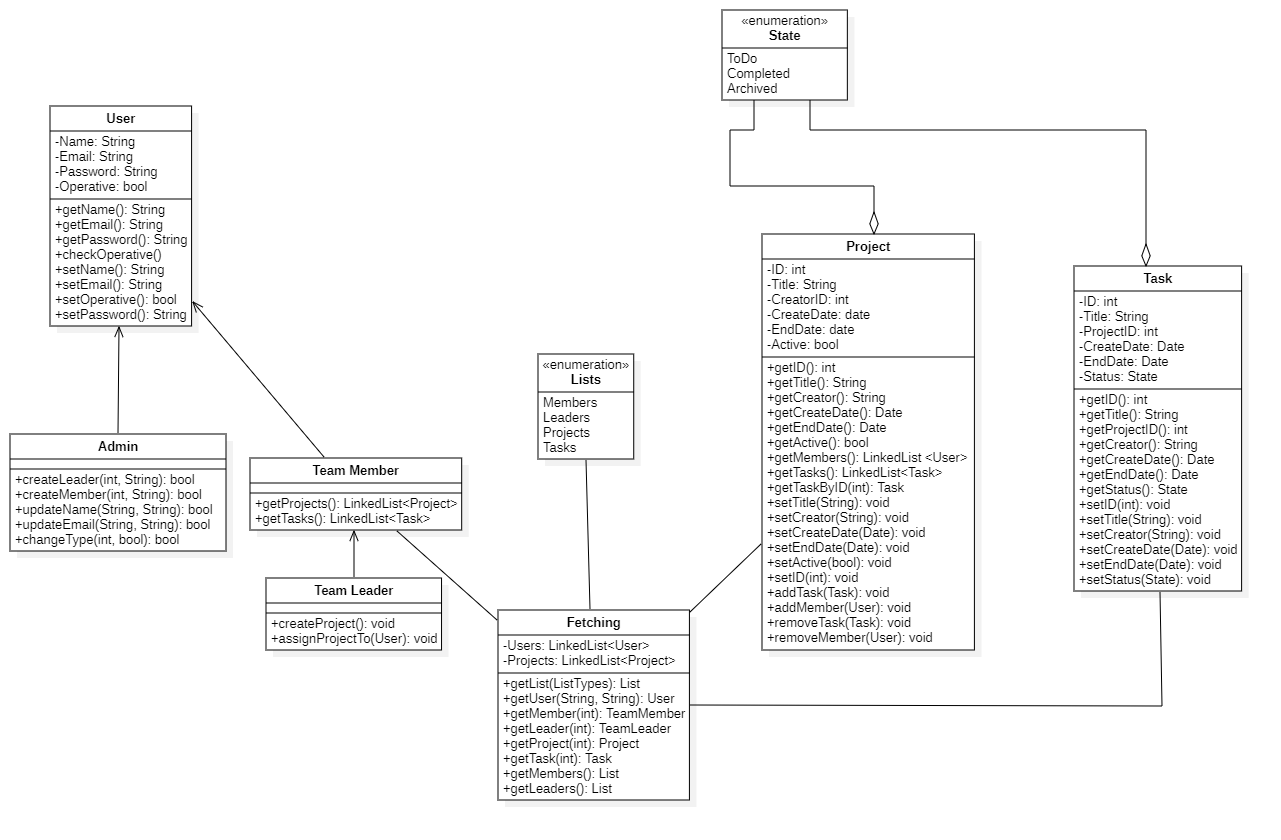 «enumeration»
State
ToDo
Completed
Archived
User
-Name: String
-Email: String
-Password: String
-Operative: bool
+getName(): String
+getEmail(): String
+getPassword(): String
+checkOperative()
+setName(): String
+setEmail(): String
+setOperative(): bool
+setPassword(): String
Project
-ID: int
-Title: String
-CreatorID: int
-CreateDate: date
-EndDate: date
-Active: bool
+getID(): int
+getTitle(): String
+getCreator(): String
+getCreateDate(): Date
+getEndDate(): Date
+getActive(): bool
+getMembers(): LinkedList <User>
+getTasks(): LinkedList<Task>
+getTaskByID(int): Task
+setTitle(String): void
+setCreator(String): void
+setCreateDate(Date): void
+setEndDate(Date): void
+setActive(bool): void
+setID(int): void
+addTask(Task): void
+addMember(User): void
+removeTask(Task): void
+removeMember(User): void
Task
-ID: int
-Title: String
-ProjectID: int
-CreateDate: Date
-EndDate: Date
-Status: State
+getID(): int
+getTitle(): String
+getProjectID(): int
+getCreator(): String
+getCreateDate(): Date
+getEndDate(): Date
+getStatus(): State
+setID(int): void
+setTitle(String): void
+setCreator(String): void
+setCreateDate(Date): void
+setEndDate(Date): void
+setStatus(State): void
«enumeration»
Lists
Members
Leaders
Projects
Tasks
Admin
+createLeader(int, String): bool
+createMember(int, String): bool
+updateName(String, String): bool
+updateEmail(String, String): bool
+changeType(int, bool): bool
Team Member
+getProjects(): LinkedList<Project>
+getTasks(): LinkedList<Task>
Team Leader
+createProject(): void
+assignProjectTo(User): void
Fetching
-Users: LinkedList<User>
-Projects: LinkedList<Project>
+getList(ListTypes): List
+getUser(String, String): User
+getMember(int): TeamMember
+getLeader(int): TeamLeader
+getProject(int): Project
+getTask(int): Task
+getMembers(): List
+getLeaders(): List